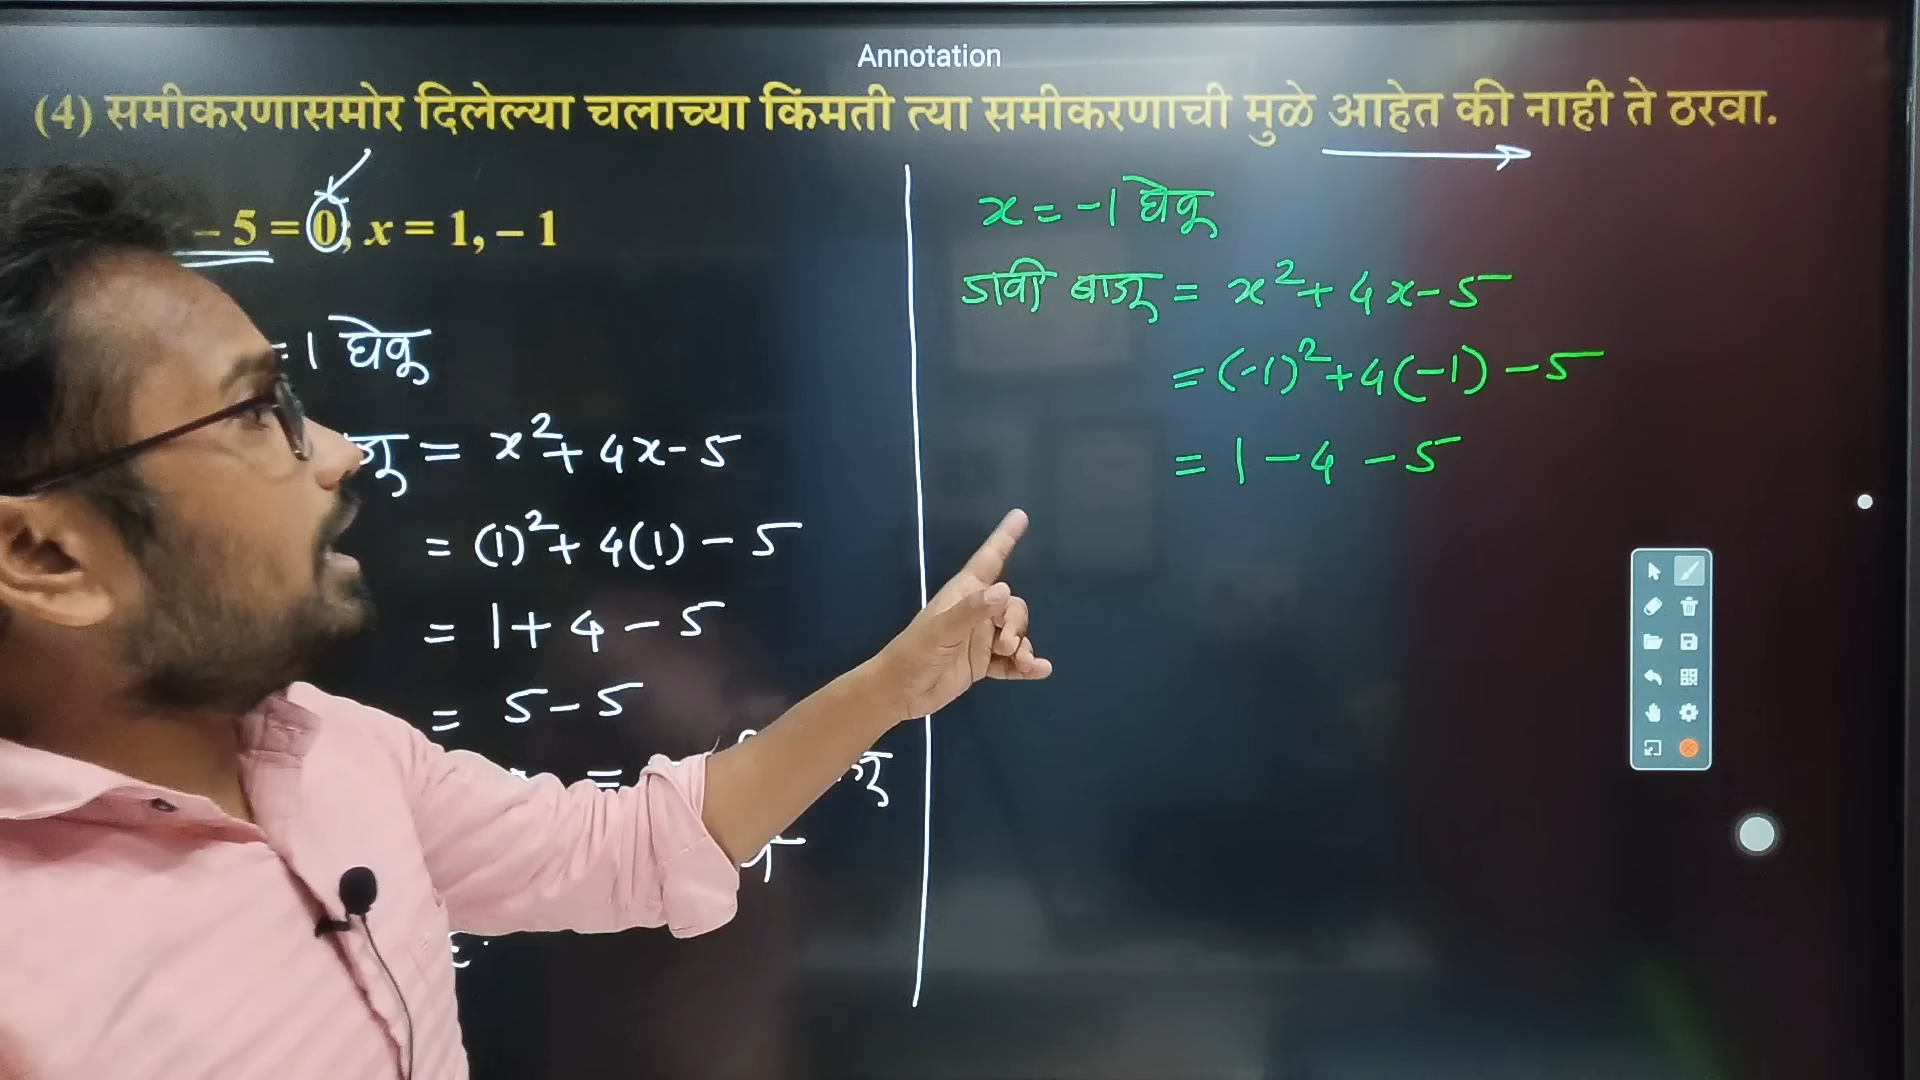 Annotation
(4) समीकरणासमोर दिलेल्या चलाच्या किंमती त्या समीकरणाची मुळे आहेत की नाही ते ठरवा.
– 5 = 0, x = 1, – 1
= 1 घेवू
= x² + 4x - 5
= (1)² + 4(1) - 5
= 1 + 4 - 5
= 5 - 5
=
x = -1 घेवू
डावी बाजू = x² + 4x - 5
= (-1)² + 4(-1) - 5
= 1 - 4 - 5